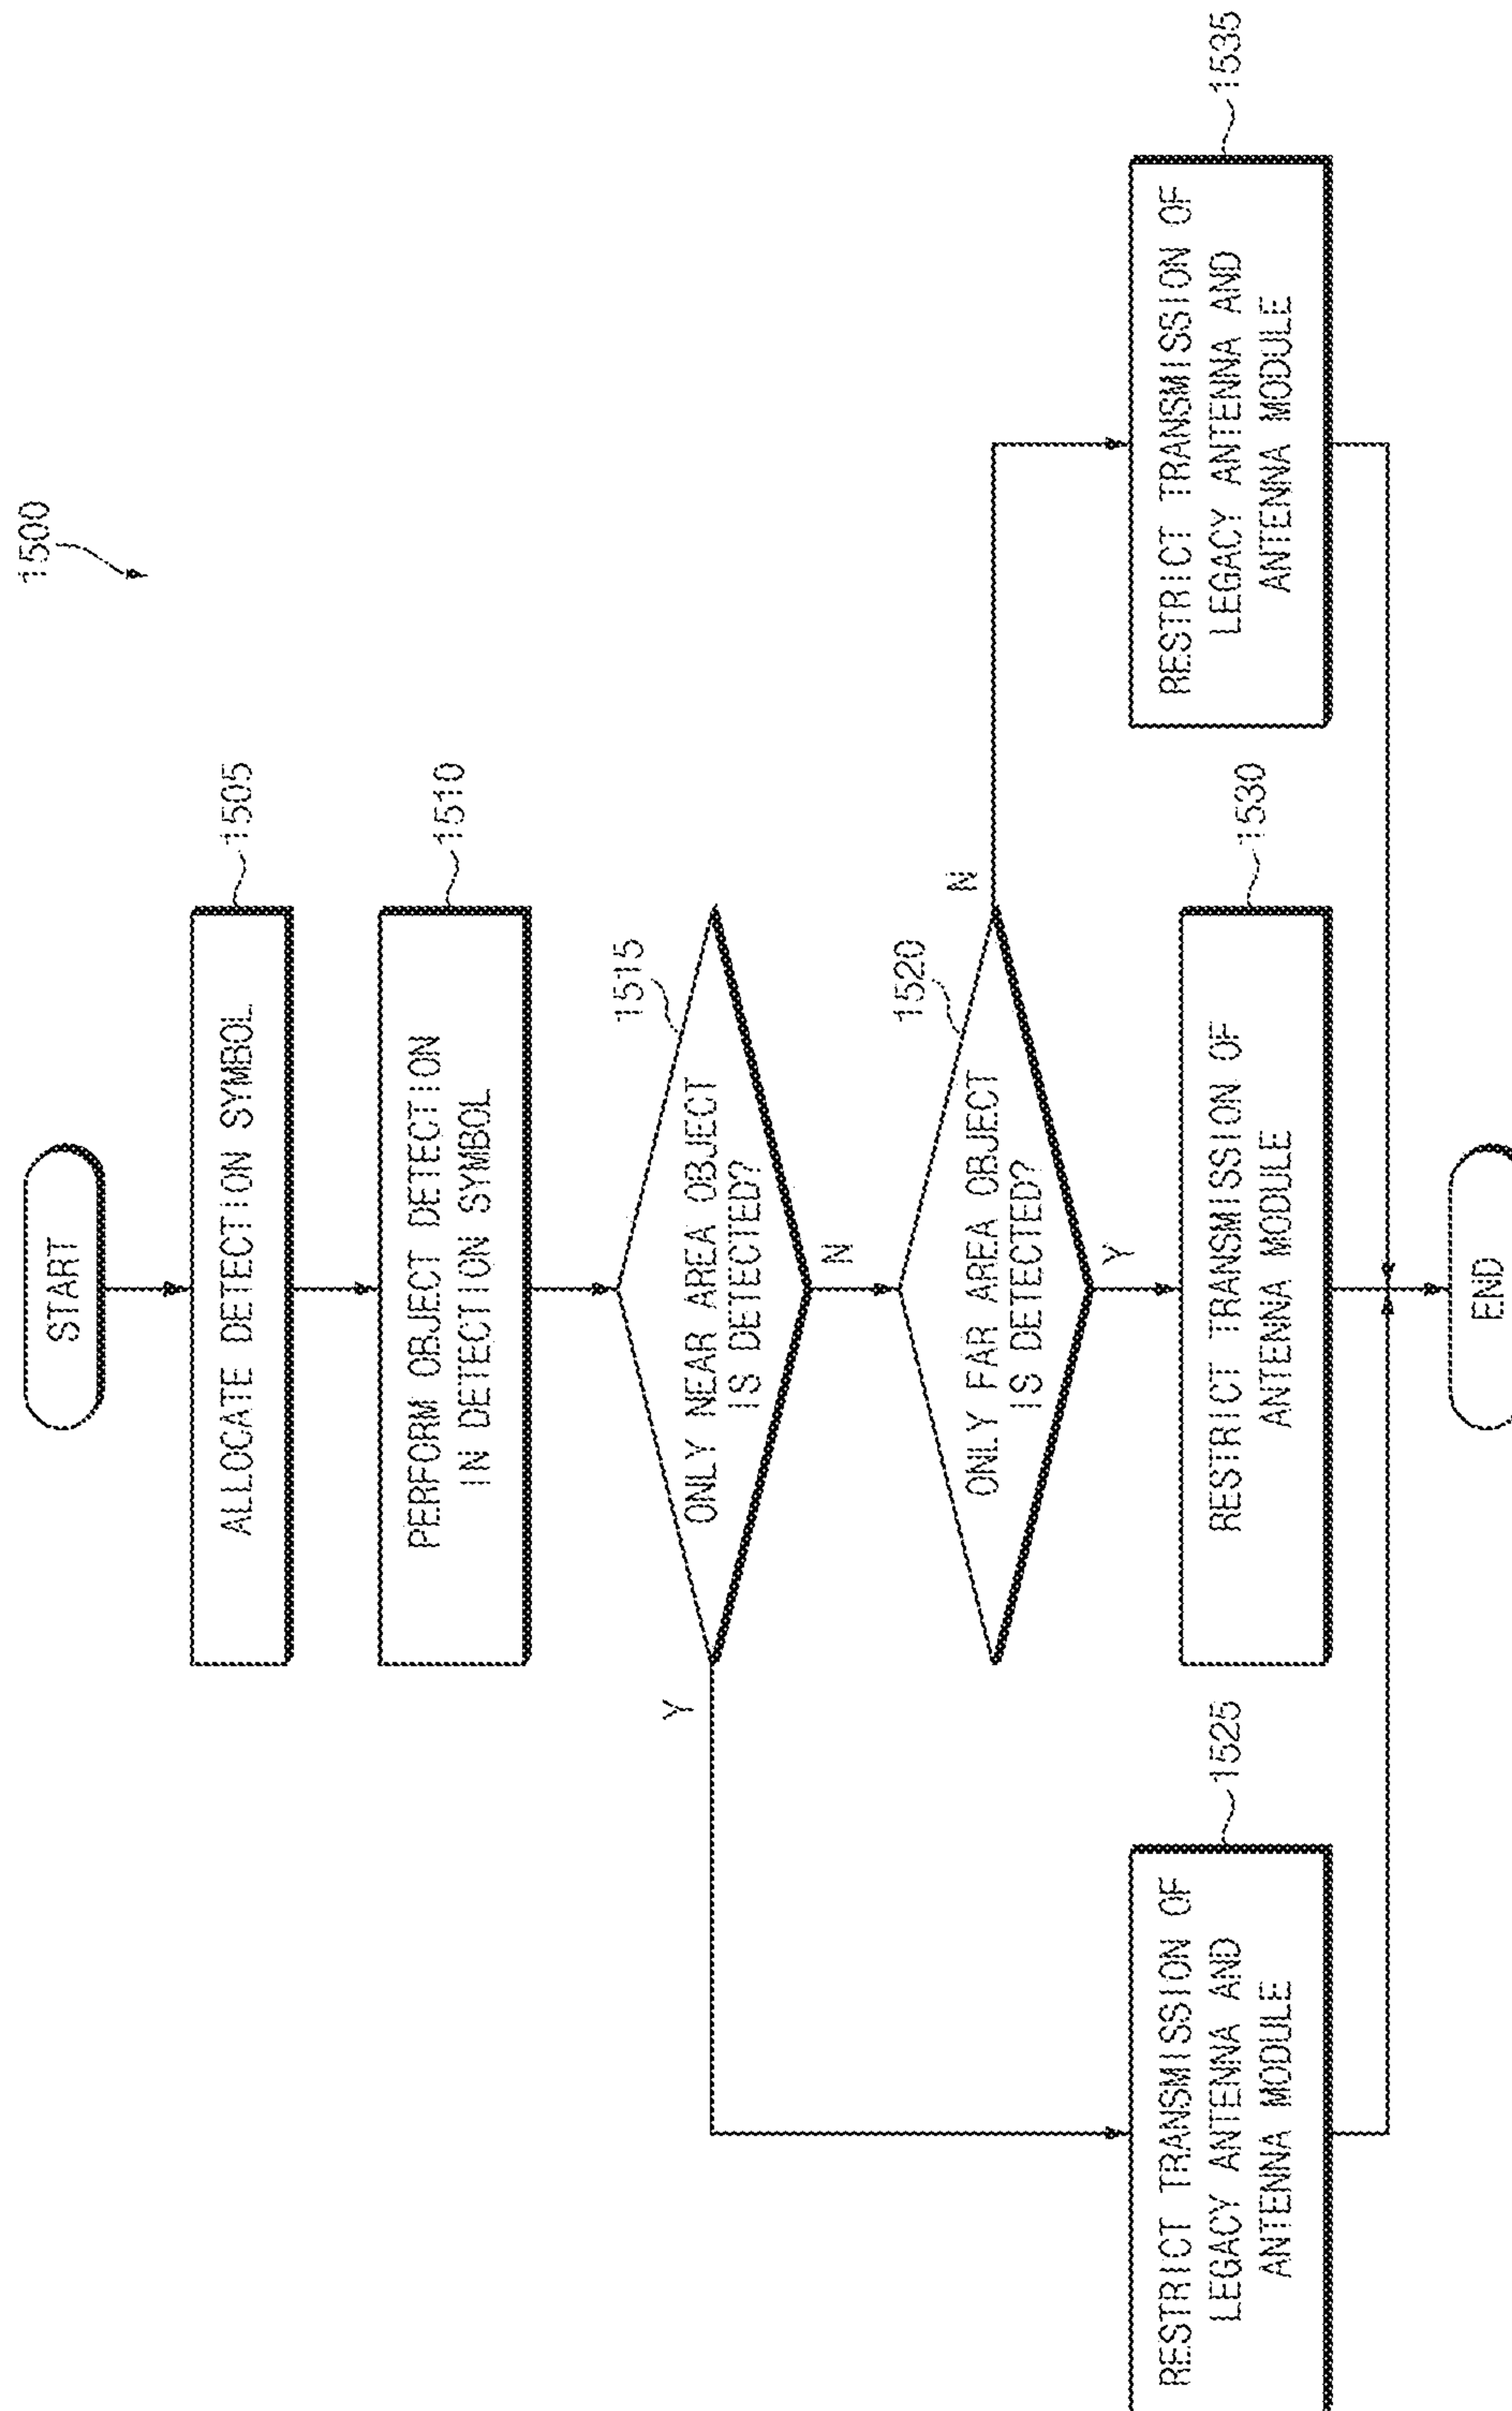 1500
START
ALLOCATE DETECTION SYMBOL
1505
PERFORM OBJECT DETECTION
IN DETECTION SYMBOL
1510
1515
ONLY NEAR AREA OBJECT
IS DETECTED?
Y
N
1520
ONLY FAR AREA OBJECT
IS DETECTED?
N
Y
1525
RESTRICT TRANSMISSION OF
LEGACY ANTENNA AND
ANTENNA MODULE
1530
RESTRICT TRANSMISSION OF
ANTENNA MODULE
1535
RESTRICT TRANSMISSION OF
LEGACY ANTENNA AND
ANTENNA MODULE
END